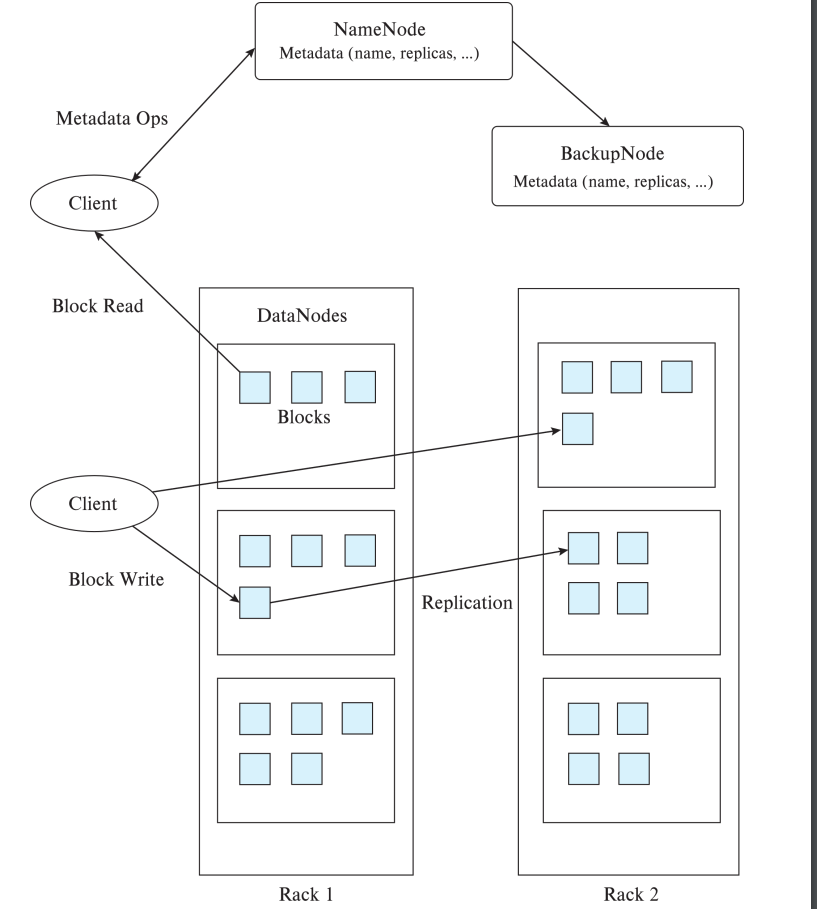 NameNode
Metadata (name, replicas, ...)
Metadata Ops
BackupNode
Metadata (name, replicas, ...)
Client
Block Read
DataNodes
Blocks
Client
Block Write
Replication
Rack 1
Rack 2